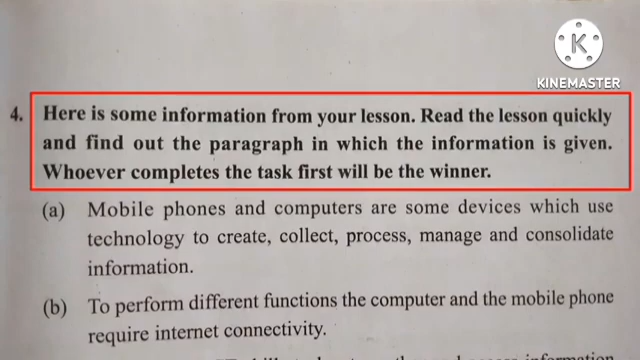 K
KINEMASTER
4. Here is some information from your lesson. Read the lesson quickly
and find out the paragraph in which the information is given.
Whoever completes the task first will be the winner.
(a) Mobile phones and computers are some devices which use
technology to create, collect, process, manage and consolidate
information.
(b) To perform different functions the computer and the mobile phone
require internet connectivity.
information